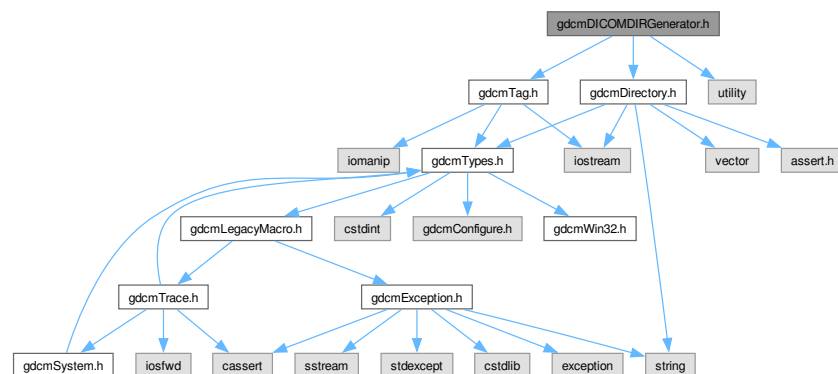 gdcmDICOMDIRGenerator.h
gdcmTag.h
gdcmDirectory.h
utility
iomanip
gdcmTypes.h
iostream
vector
assert.h
gdcmLegacyMacro.h
cstdint
gdcmConfigure.h
gdcmWin32.h
gdcmTrace.h
gdcmException.h
gdcmSystem.h
iosfwd
cassert
sstream
stdexcept
cstdlib
exception
string